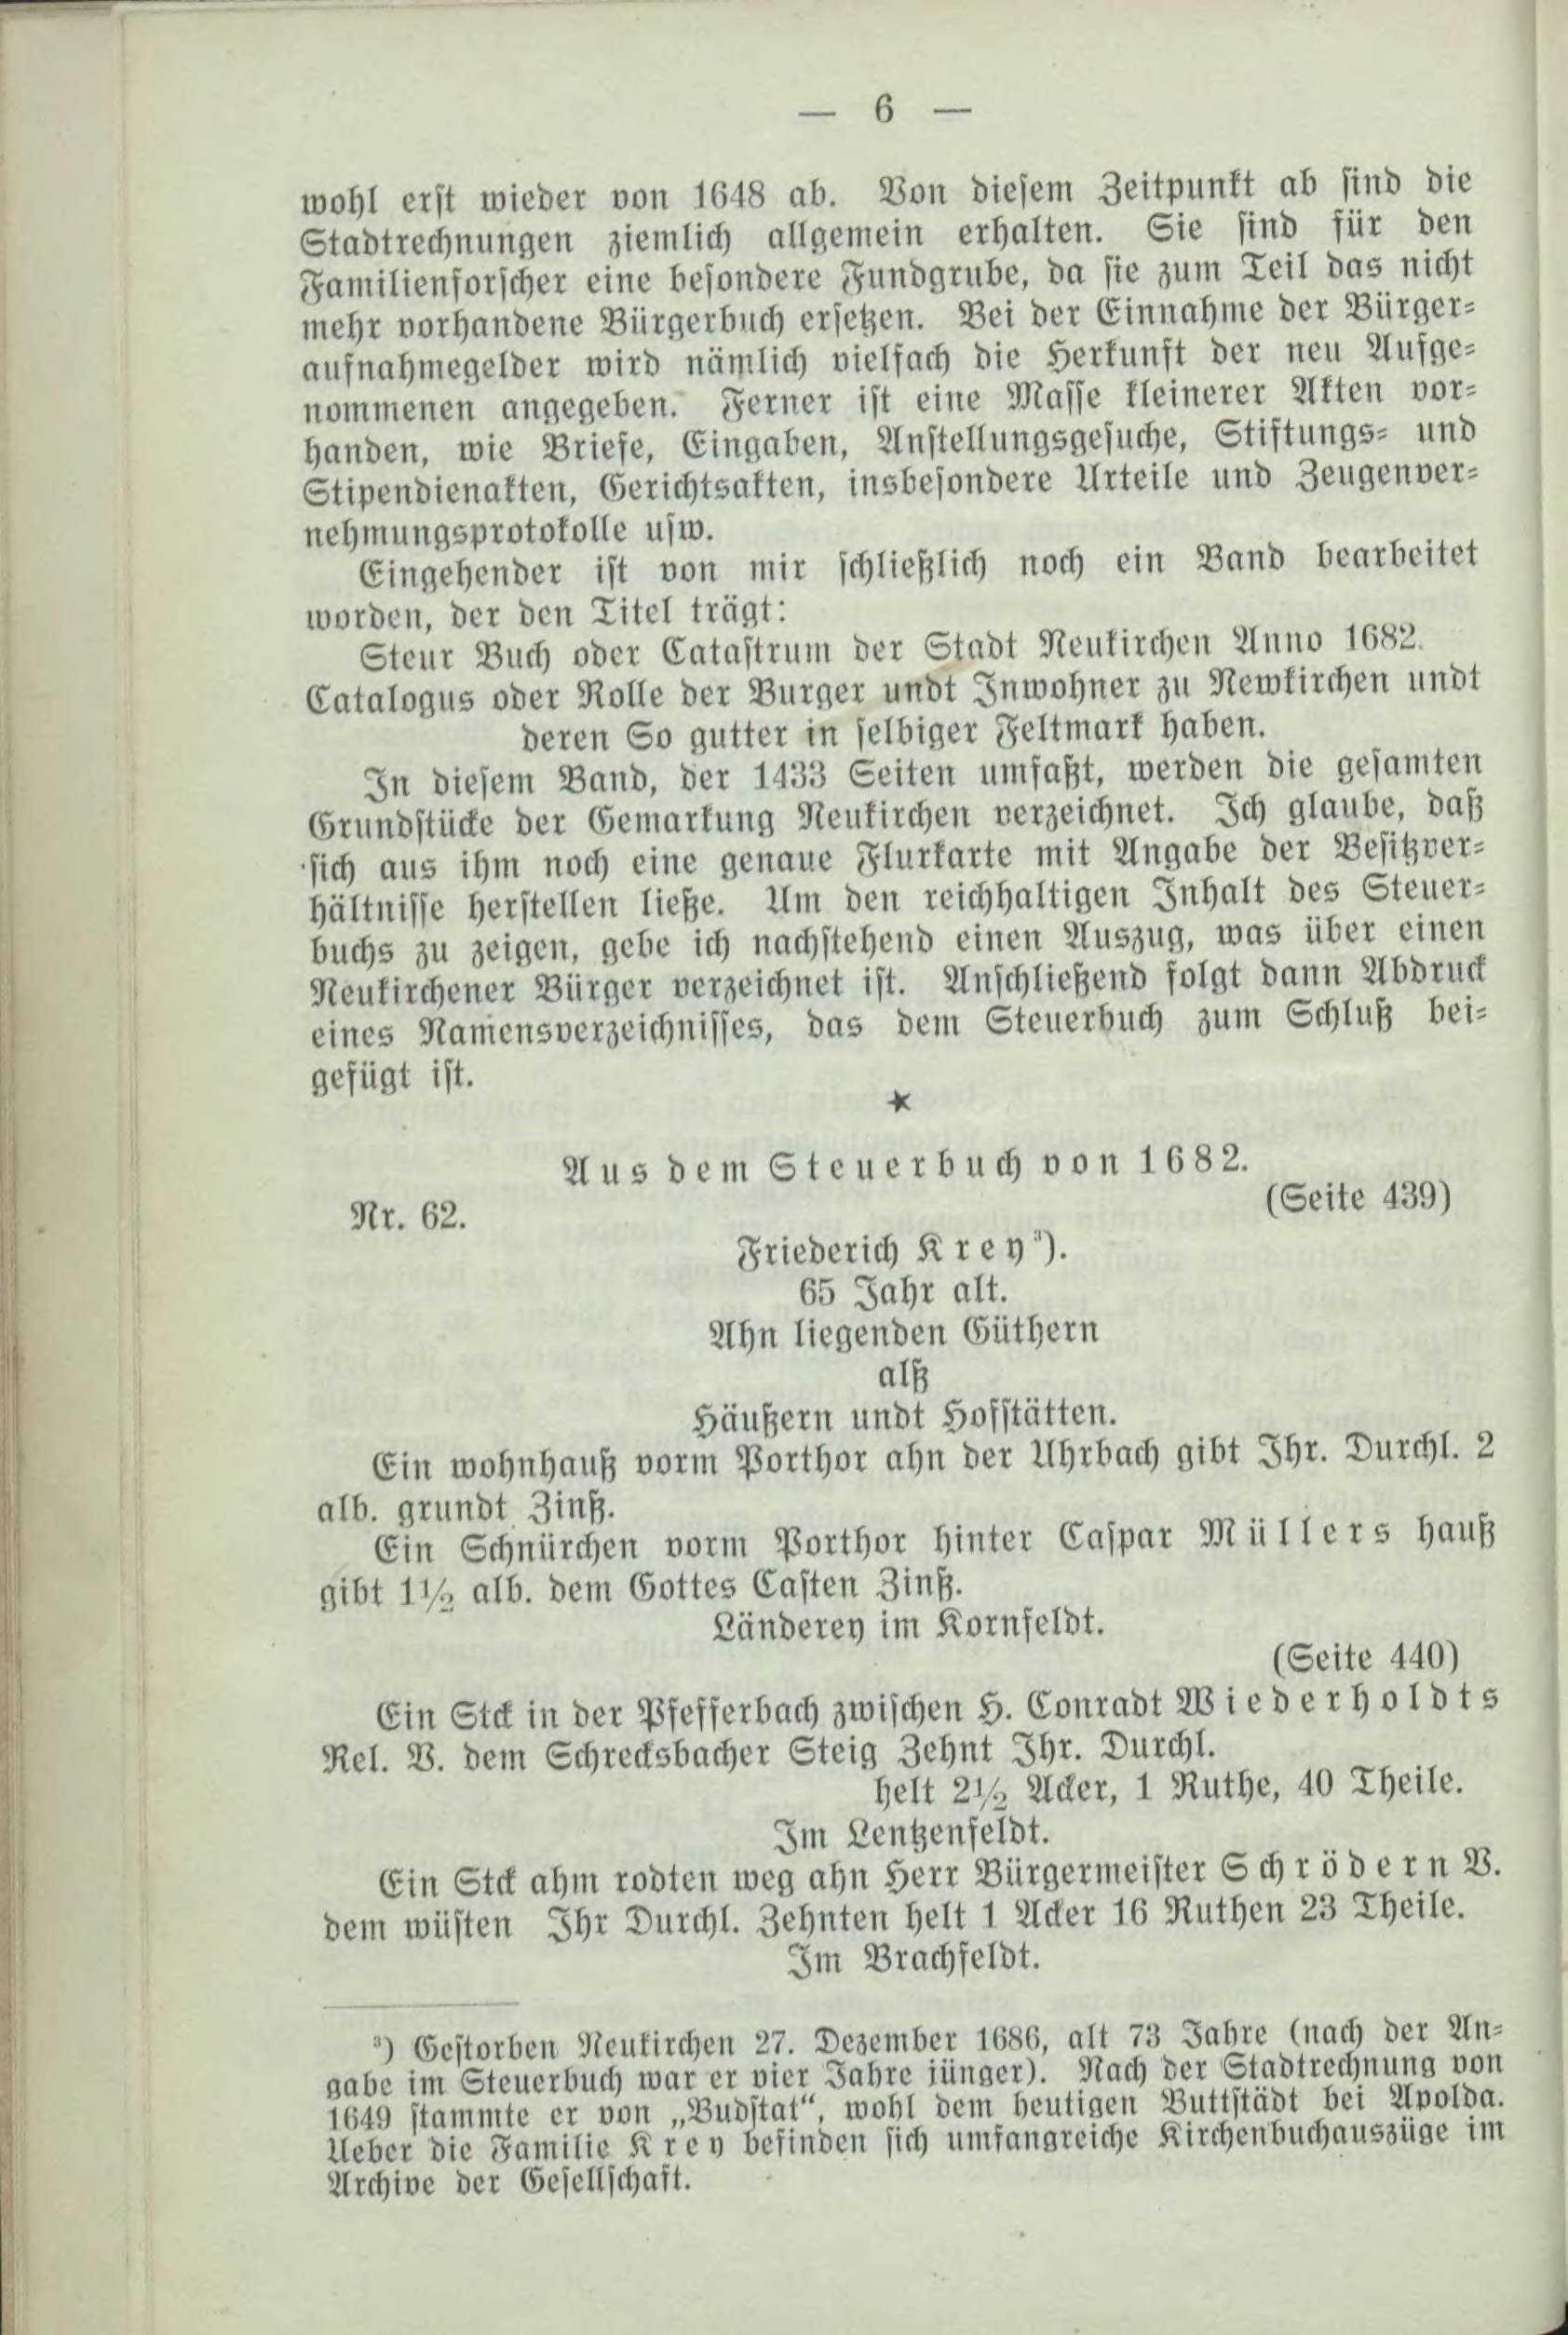 — 6 —
wohl erst wieder von 1648 ab. Von diesem Zeitpunkt ab sind die
Stadtrechnungen ziemlich allgemein erhalten. Sie sind für den
Familienforscher eine besondere Fundgrube, da sie zum Teil das nicht
mehr vorhandene Bürgerbuch ersetzen. Bei der Einnahme der Bürger-
aufnahmegelder wird nämlich vielfach die Herkunft der neu Aufge-
nommenen angegeben. Ferner ist eine Masse kleinerer Akten vor-
handen, wie Briefe, Eingaben, Anstellungsgesuche, Stiftungs- und
Stipendienakten, Gerichtsakten, insbesondere Urteile und Zeugenver-
nehmungsprotokolle usw.
Eingehender ist von mir schließlich noch ein Band bearbeitet
worden, der den Titel trägt:
Steur Buch oder Catastrum der Stadt Neukirchen Anno 1682.
Catalogus oder Rolle der Burger undt Inwohner zu Newkirchen undt
deren So gutter in selbiger Feltmark haben.
In diesem Band, der 1433 Seiten umfaßt, werden die gesamten
Grundstücke der Gemarkung Neukirchen verzeichnet. Ich glaube, daß
sich aus ihm noch eine genaue Flurkarte mit Angabe der Besitzver-
hältnisse herstellen ließe. Um den reichhaltigen Inhalt des Steuer-
buchs zu zeigen, gebe ich nachstehend einen Auszug, was über einen
Neukirchener Bürger verzeichnet ist. Anschließend folgt dann Abdruck
eines Namensverzeichnisses, das dem Steuerbuch zum Schluß bei-
gefügt ist.
★
Aus dem Steuerbuch von 1682.
(Seite 439)
Nr. 62.
Friederich Krey³).
65 Jahr alt.
Ahn liegenden Güthern
alß
Häußern undt Hofstätten.
Ein wohnhauß vorm Porthor ahn der Uhrbach gibt Ihr. Durchl. 2
alb. grundt Zinß.
Ein Schnürchen vorm Porthor hinter Caspar Müllers hauß
gibt 1½ alb. dem Gottes Casten Zinß.
Länderey im Kornfeldt.
(Seite 440)
Ein Stck in der Pfefferbach zwischen H. Conradt Wiederholdts
Rel. V. dem Schrecksbacher Steig Zehnt Ihr. Durchl.
helt 2½ Acker, 1 Ruthe, 40 Theile.
Im Lentzenfeldt.
Ein Stck ahm rodten weg ahn Herr Bürgermeister Schrödern V.
dem wüsten Ihr Durchl. Zehnten helt 1 Acker 16 Ruthen 23 Theile.
Im Brachfeldt.
³) Gestorben Neukirchen 27. Dezember 1686, alt 73 Jahre (nach der An-
gabe im Steuerbuch war er vier Jahre jünger). Nach der Stadtrechnung von
1649 stammte er von „Budstat“, wohl dem heutigen Buttstädt bei Apolda.
Ueber die Familie Krey befinden sich umfangreiche Kirchenbuchauszüge im
Archive der Gesellschaft.